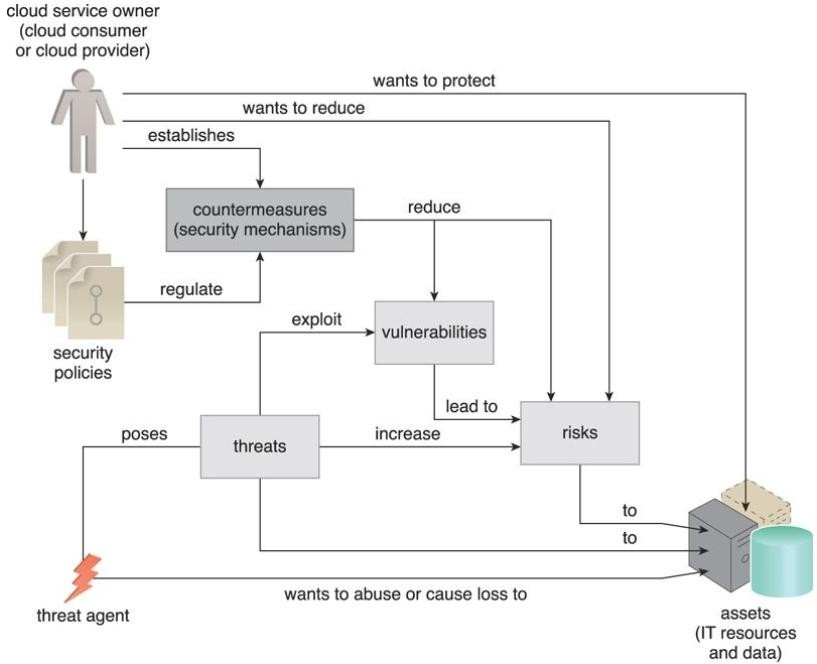 cloud service owner
(cloud consumer
or cloud provider)
wants to protect
wants to reduce
establishes
countermeasures
(security mechanisms)
reduce
regulate
security
policies
exploit
vulnerabilities
lead to
poses
threats
increase
risks
to
to
threat agent
wants to abuse or cause loss to
assets
(IT resources
and data)